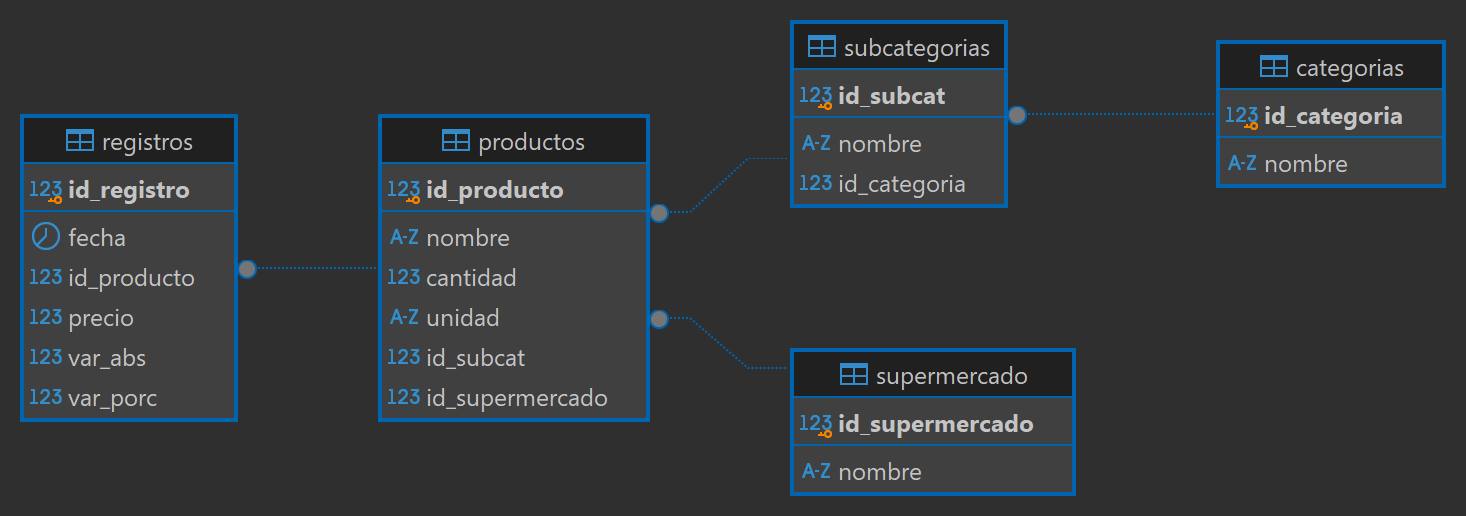 registros
123 id_registro
fecha
123 id_producto
123 precio
123 var_abs
123 var_porc
productos
123 id_producto
A-Z nombre
123 cantidad
A-Z unidad
123 id_subcat
123 id_supermercado
subcategorias
123 id_subcat
A-Z nombre
123 id_categoria
categorias
123 id_categoria
A-Z nombre
supermercado
123 id_supermercado
A-Z nombre